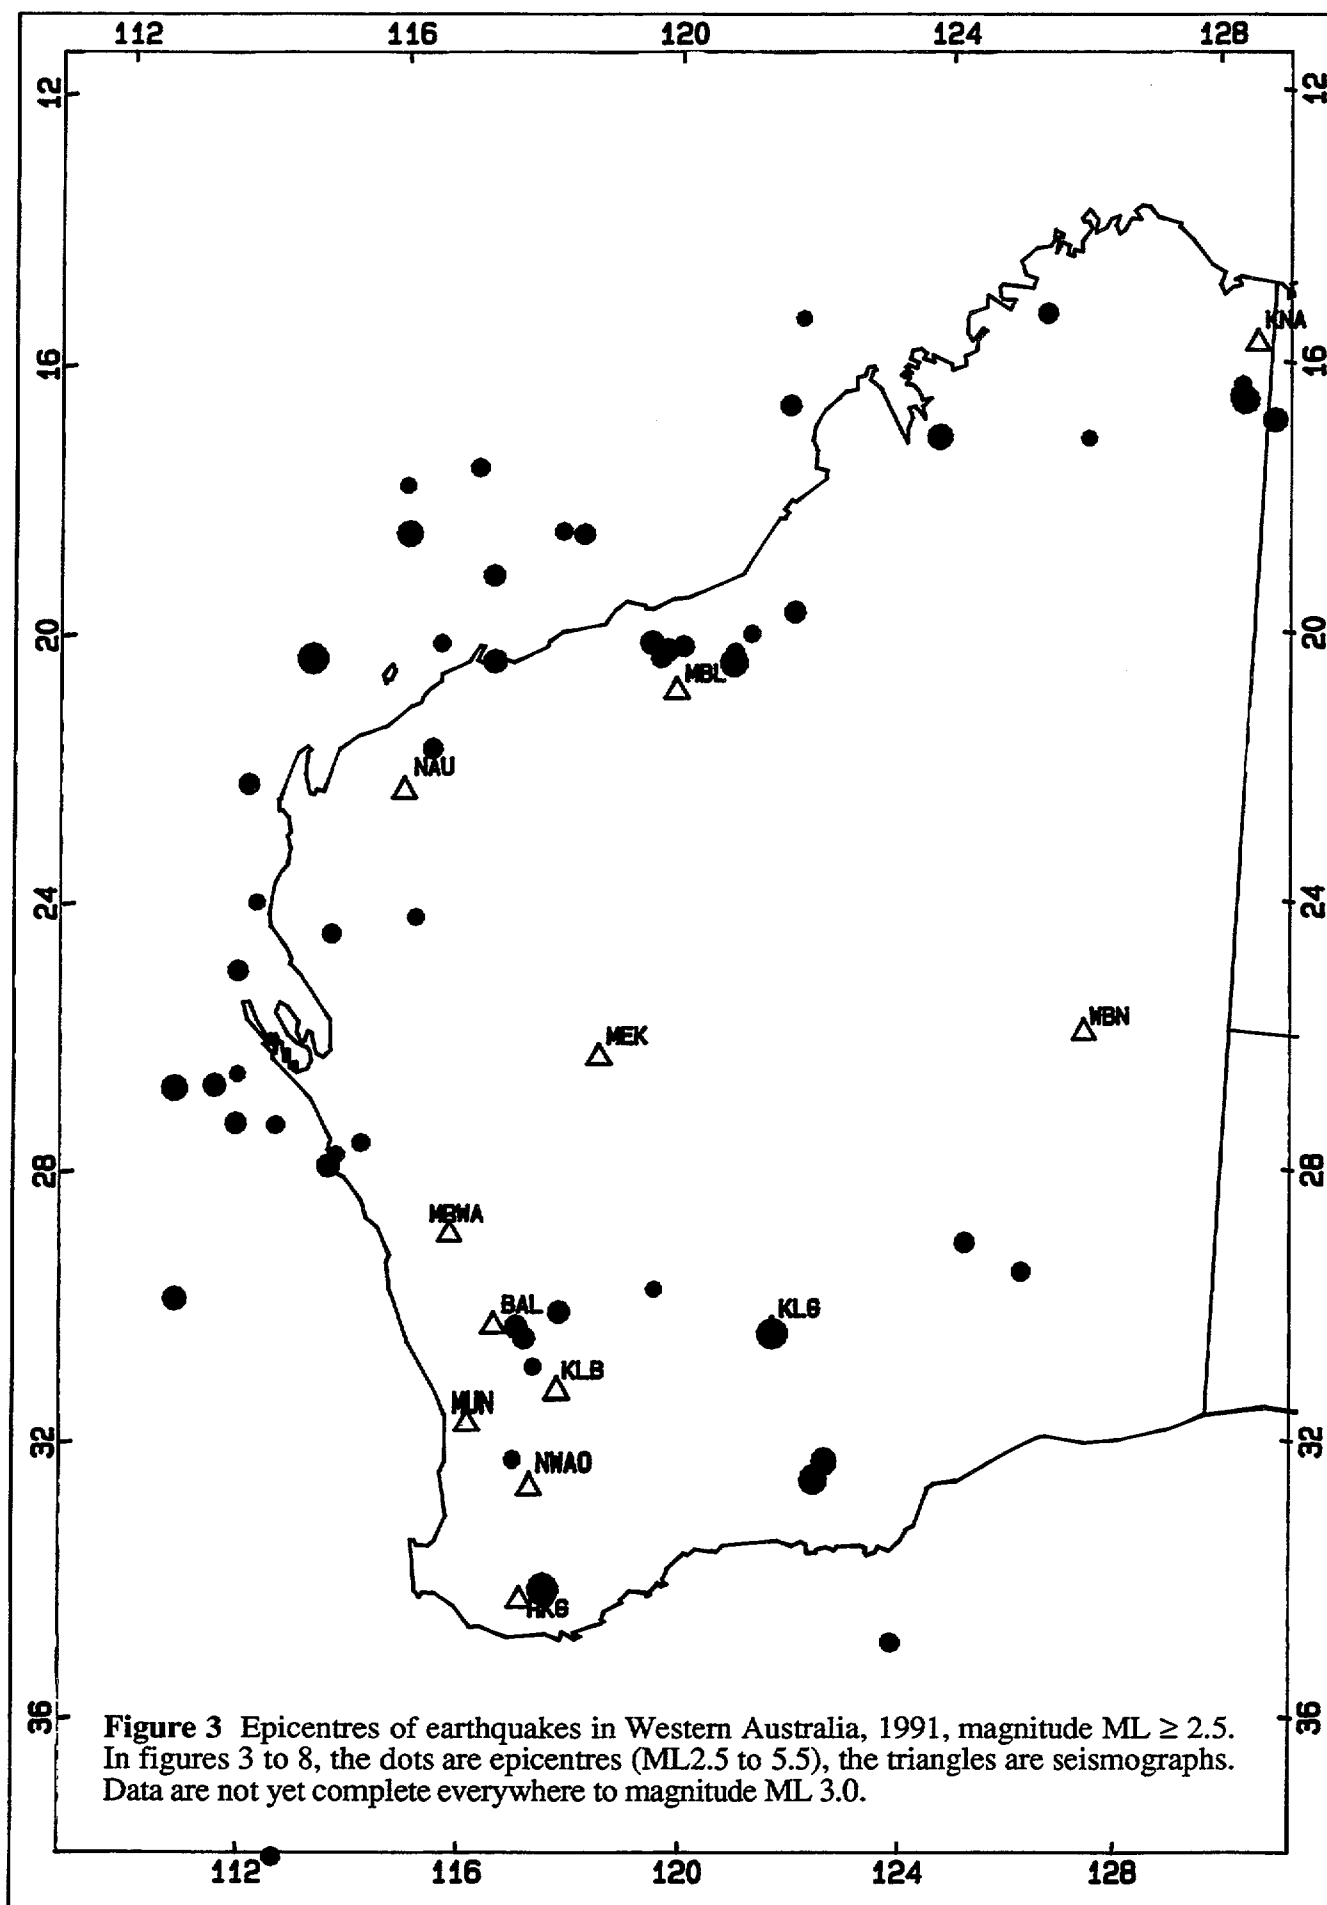 112 116 120 124 128
12 12
KNA
16 16
20 20
MBL
NAU
24 24
WBN
MEK
28 28
MBWA
BAL KLG
KLB
MUN
32 32
NWAO
RKG
36 36
Figure 3 Epicentres of earthquakes in Western Australia, 1991, magnitude ML ≥ 2.5.
In figures 3 to 8, the dots are epicentres (ML2.5 to 5.5), the triangles are seismographs.
Data are not yet complete everywhere to magnitude ML 3.0.
112 116 120 124 128